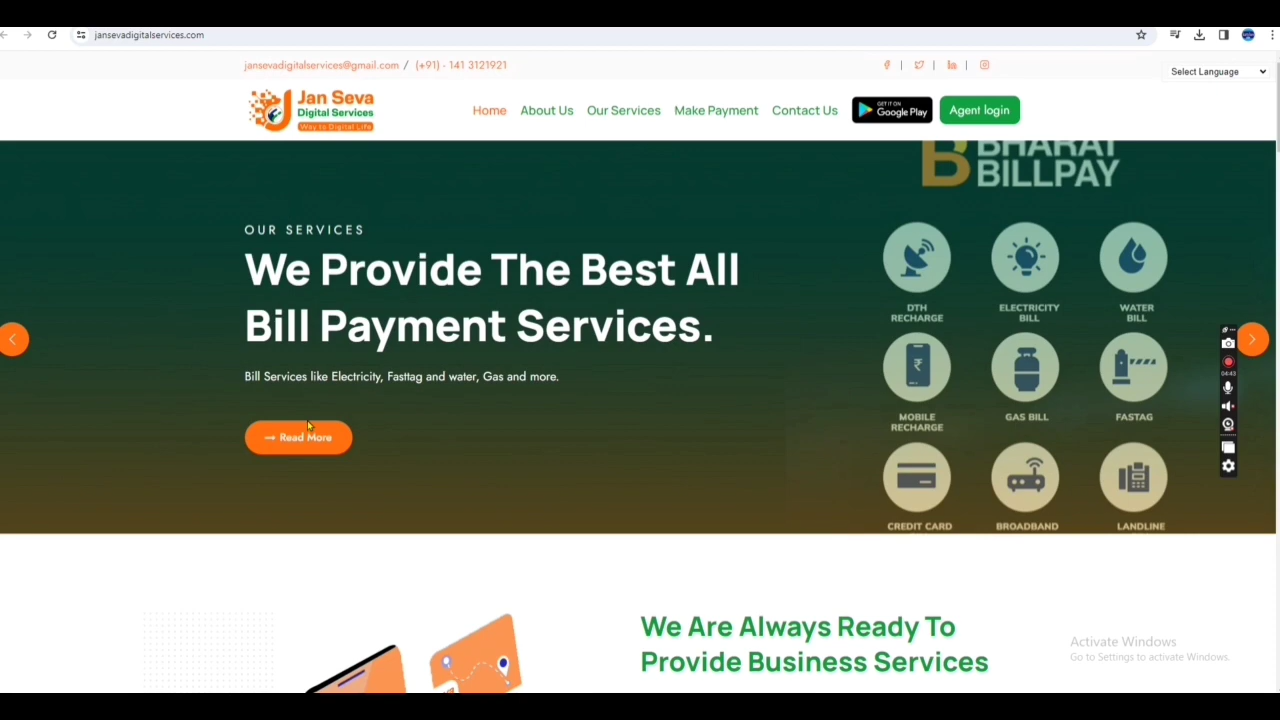 jansevadigitalservices.com
jansevadigitalservices@gmail.com / (+91) - 141 3121921
Select Language
Jan Seva
Digital Services
Way to Digital Life
Home About Us Our Services Make Payment Contact Us
GET IT ON
Google Play
Agent login
BHARAT
BILLPAY
OUR SERVICES
We Provide The Best All
Bill Payment Services.
Bill Services like Electricity, Fasttag and water, Gas and more.
→ Read More
DTH
RECHARGE
ELECTRICITY
BILL
WATER
BILL
MOBILE
RECHARGE
GAS BILL
FASTAG
CREDIT CARD
BROADBAND
LANDLINE
04:43
We Are Always Ready To
Provide Business Services
Activate Windows
Go to Settings to activate Windows.